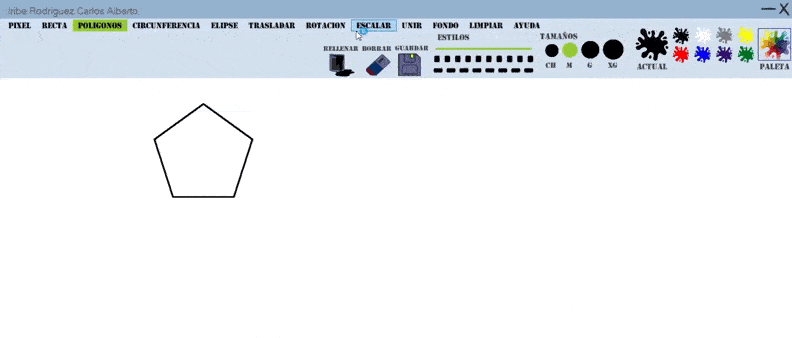 Iribe Rodriguez Carlos Alberto
PIXEL RECTA POLIGONOS CIRCUNFERENCIA ELIPSE TRASLADAR ROTACION ESCALAR UNIR FONDO LIMPIAR AYUDA
RELLENAR BORRAR GUARDAR ESTILOS TAMAÑOS
CH M G XG ACTUAL PALETA